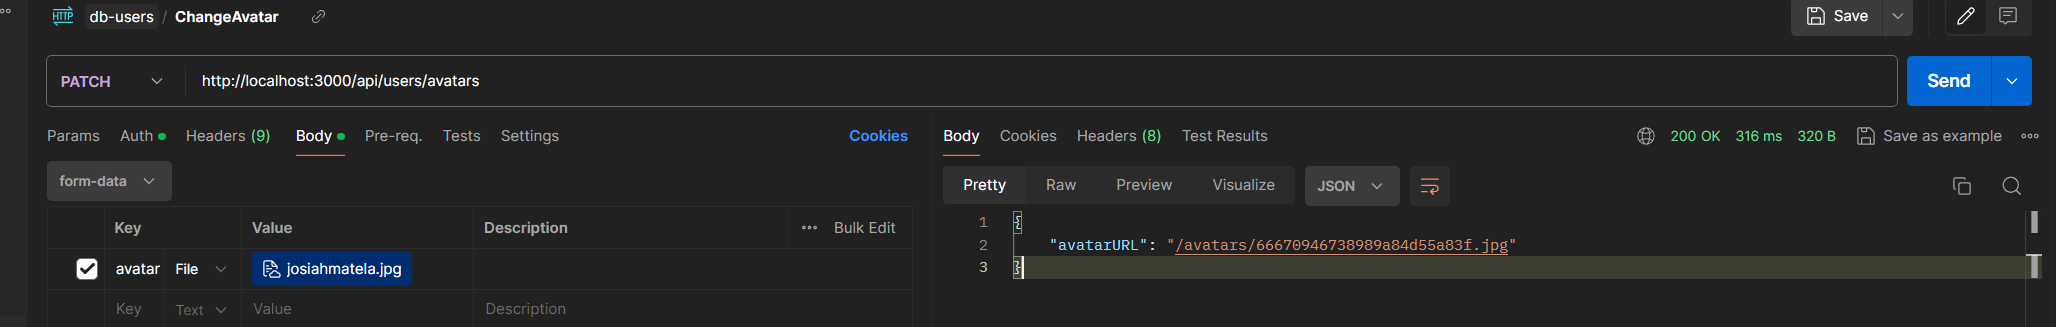 HTTP db-users / ChangeAvatar Save
PATCH http://localhost:3000/api/users/avatars Send
Params Auth Headers (9) Body Pre-req. Tests Settings Cookies
form-data
Key Value Description Bulk Edit
avatar File josiahmatela.jpg
Key Text Value Description
Body Cookies Headers (8) Test Results 200 OK 316 ms 320 B Save as example
Pretty Raw Preview Visualize JSON
1 {
2 "avatarURL": "/avatars/66670946738989a84d55a83f.jpg"
3 }